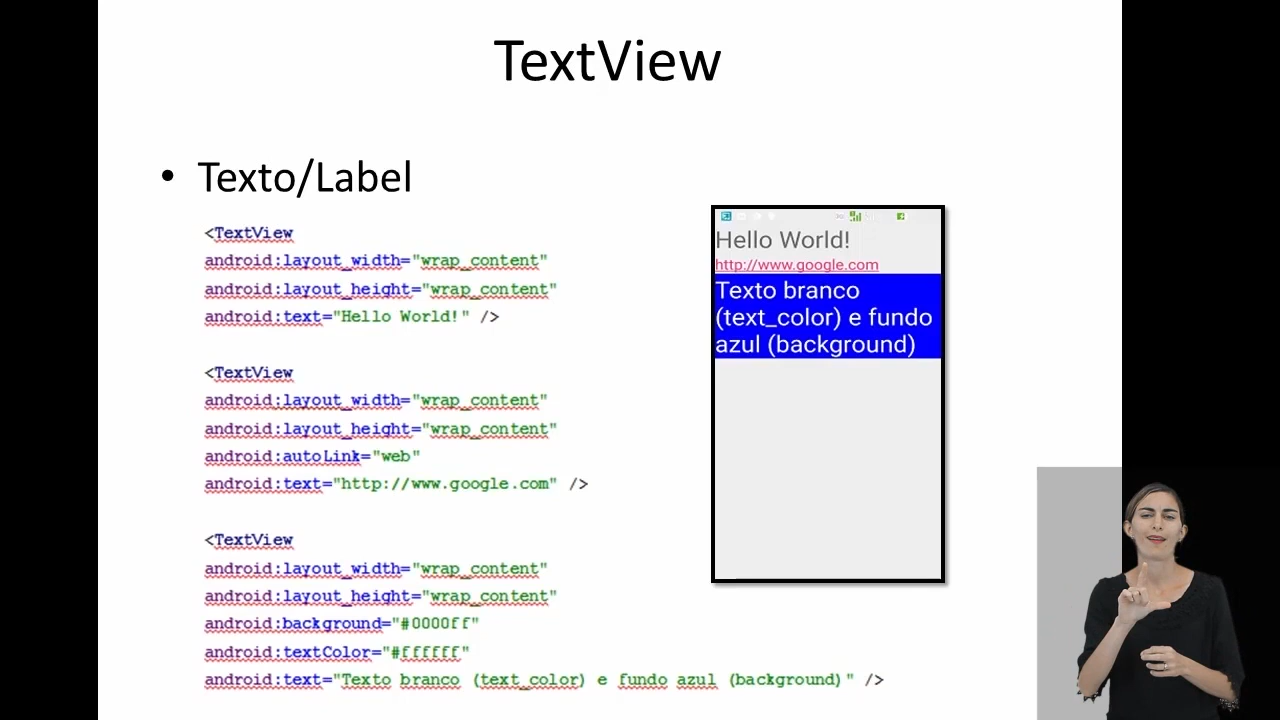 TextView
• Texto/Label
<TextView
android:layout_width="wrap_content"
android:layout_height="wrap_content"
android:text="Hello World!" />
<TextView
android:layout_width="wrap_content"
android:layout_height="wrap_content"
android:autoLink="web"
android:text="http://www.google.com" />
<TextView
android:layout_width="wrap_content"
android:layout_height="wrap_content"
android:background="#0000ff"
android:textColor="#ffffff"
android:text="Texto branco (text_color) e fundo azul (background)" />
Hello World!
http://www.google.com
Texto branco
(text_color) e fundo
azul (background)